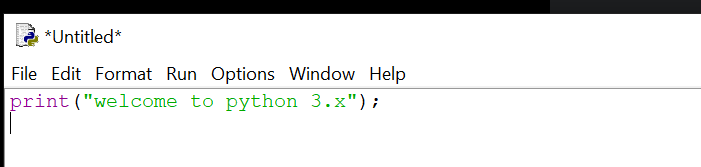 *Untitled*
File Edit Format Run Options Window Help
print("welcome to python 3.x");